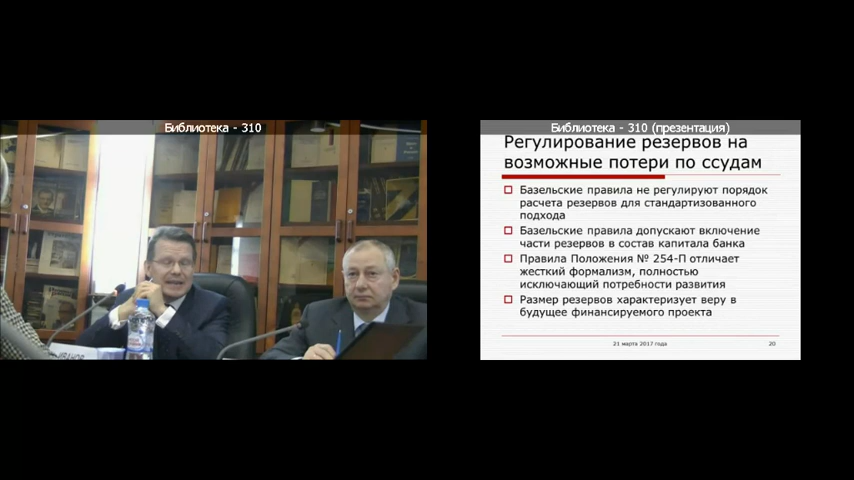 Библиотека - 310
ИВАНОВ
Библиотека - 310 (презентация)
Регулирование резервов на
возможные потери по ссудам
Базельские правила не регулируют порядок
расчета резервов для стандартизованного
подхода
Базельские правила допускают включение
части резервов в состав капитала банка
Правила Положения № 254-П отличает
жесткий формализм, полностью
исключающий потребности развития
Размер резервов характеризует веру в
будущее финансируемого проекта
21 марта 2017 года
20